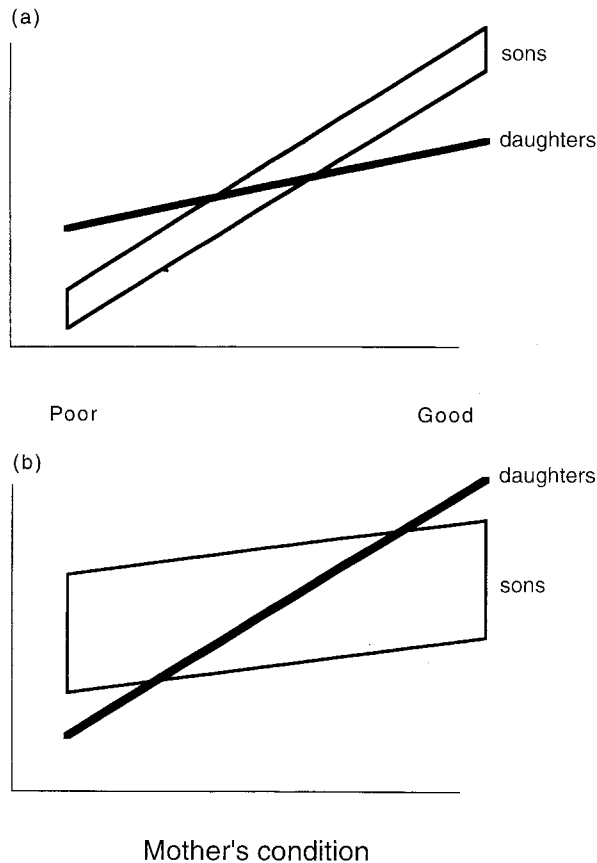 (a)
sons
daughters
Poor Good
(b)
daughters
sons
Mother's condition